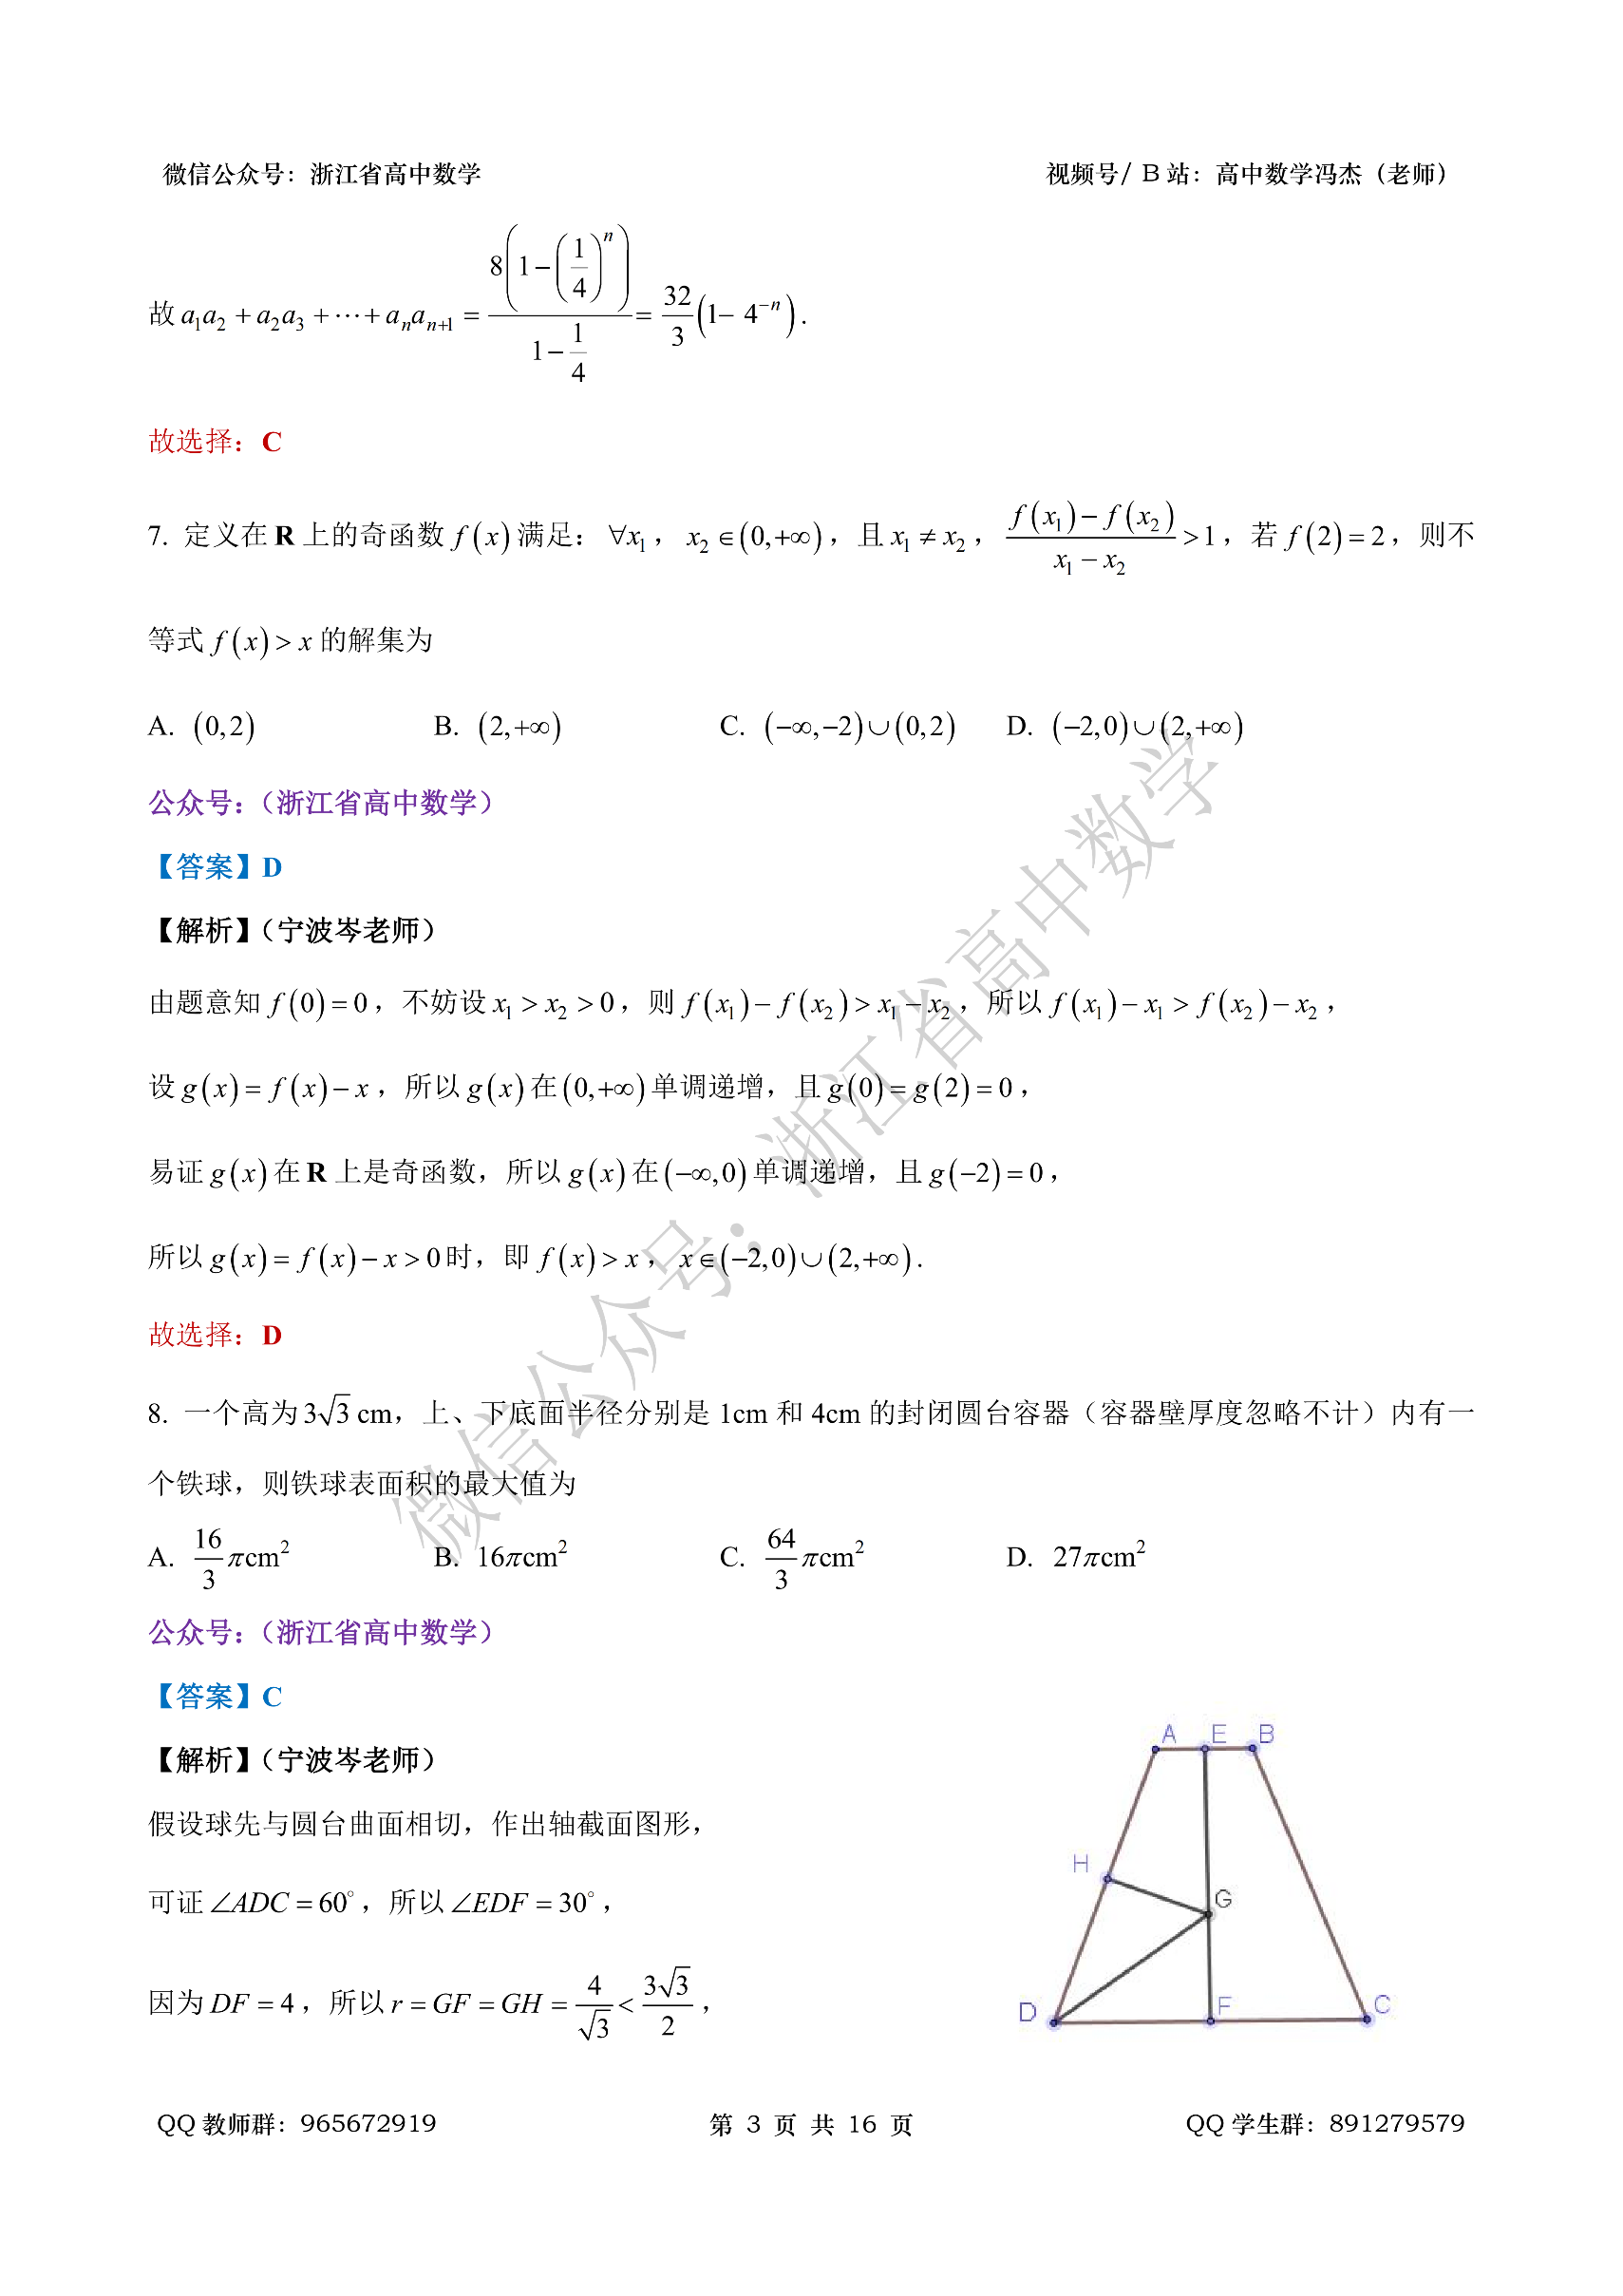 微信公众号：浙江省高中数学 视频号/ B 站：高中数学冯杰（老师）
故 a₁a₂ + a₂a₃ + ⋯ + aₙaₙ₊₁ = 8(1−(1/4)ⁿ) / (1−1/4) = 32/3 (1− 4⁻ⁿ).
故选择：C
7. 定义在 R 上的奇函数 f(x) 满足：∀x₁，x₂∈(0,+∞)，且 x₁ ≠ x₂，(f(x₁)−f(x₂))/(x₁−x₂) >1，若 f(2)=2，则不
等式 f(x)>x 的解集为
A. (0,2) B. (2,+∞) C. (−∞,−2)∪(0,2) D. (−2,0)∪(2,+∞)
公众号：（浙江省高中数学）
【答案】D
【解析】（宁波岑老师）
由题意知 f(0)=0，不妨设 x₁ > x₂ >0，则 f(x₁)−f(x₂)>x₁−x₂，所以 f(x₁)−x₁ > f(x₂)−x₂，
设 g(x)=f(x)−x，所以 g(x) 在 (0,+∞) 单调递增，且 g(0)=g(2)=0，
易证 g(x) 在 R 上是奇函数，所以 g(x) 在 (−∞,0) 单调递增，且 g(−2)=0，
所以 g(x)=f(x)−x>0 时，即 f(x)>x，x∈(−2,0)∪(2,+∞).
故选择：D
8. 一个高为 3√3 cm，上、下底面半径分别是 1cm 和 4cm 的封闭圆台容器（容器壁厚度忽略不计）内有一
个铁球，则铁球表面积的最大值为
A. 16/3 πcm² B. 16πcm² C. 64/3 πcm² D. 27πcm²
公众号：（浙江省高中数学）
【答案】C
【解析】（宁波岑老师）
假设球先与圆台曲面相切，作出轴截面图形，
可证 ∠ADC = 60°，所以 ∠EDF = 30°，
因为 DF = 4，所以 r = GF = GH = 4/√3 < 3√3/2，
A E B
H
G
D F C
微信公众号：浙江省高中数学
QQ 教师群：965672919 第 3 页 共 16 页 QQ 学生群：891279579